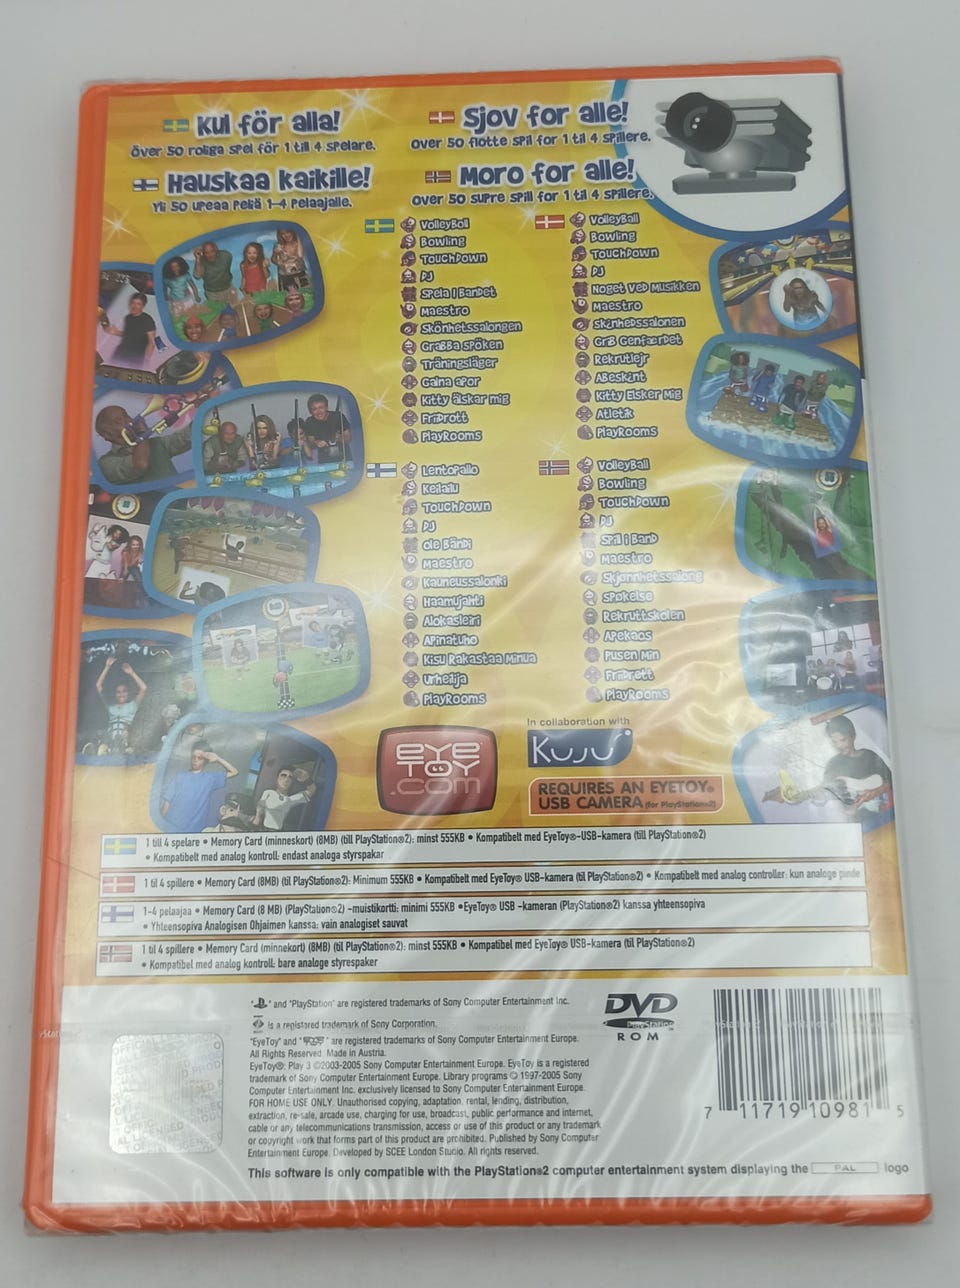 Kul för alla!
Över 50 roliga spel för 1 till 4 spelare.
Sjov for alle!
Over 50 flotte spil for 1 til 4 spillere.
Hauskaa kaikille!
Yli 50 upeaa peliä 1-4 pelaajalle.
Moro for alle!
Over 50 supre spill for 1 til 4 spillere.
VolleyBoll
Bowling
TouchDown
DJ
Spela I Bandet
Maestro
Skönhetssalongen
Grabba spöken
Träningsläger
Galna apor
Kitty älskar mig
Friidrott
PlayRooms
VolleyBall
Bowling
TouchDown
DJ
Noget Ved Musikken
Maestro
Skønhedssalonen
Grib Genfærdet
Rekrutlejr
Abeskint
Kitty Elsker Mig
Atletik
PlayRooms
Lentopallo
Keilailu
TouchDown
DJ
Ole Bändi
Maestro
Kauneussalonki
Haamujahti
Alokasleiri
Apinatuho
Kisu Rakastaa Minua
Urheilija
PlayRooms
VolleyBall
Bowling
TouchDown
DJ
Spill i Band
Maestro
Skjønnhetssalong
Spøkelse
Rekruttskolen
Apekaos
Pusen Min
Friidrett
PlayRooms
EYE
TOY
.com
In collaboration with
Kuju
REQUIRES AN EYETOY®
USB CAMERA (for PlayStation®2)
1 till 4 spelare • Memory Card (minneskort) (8MB) (till PlayStation®2): minst 555KB • Kompatibelt med EyeToy®-USB-kamera (till PlayStation®2)
• Kompatibelt med analog kontroll: endast analoga styrspakar
1 til 4 spillere • Memory Card (8MB) (til PlayStation®2): Minimum 555KB • Kompatibelt med EyeToy® USB-kamera (til PlayStation®2) • Kompatibelt med analog controller: kun analoge pinde
1-4 pelaajaa • Memory Card (8 MB) (PlayStation®2) -muistikortti: minimi 555KB •EyeToy® USB -kameran (PlayStation®2) kanssa yhteensopiva
• Yhteensopiva Analogisen Ohjaimen kanssa: vain analogiset sauvat
1 til 4 spillere • Memory Card (minnekort) (8MB) (til PlayStation®2): minst 555KB • Kompatibel med EyeToy® USB-kamera (til PlayStation®2)
• Kompatibel med analog kontroll: bare analoge styrespaker
" " and "PlayStation" are registered trademarks of Sony Computer Entertainment Inc.
is a registered trademark of Sony Corporation.
"EyeToy" and " " are registered trademarks of Sony Computer Entertainment Europe.
All Rights Reserved. Made in Austria.
EyeToy®: Play 3 ©2003-2005 Sony Computer Entertainment Europe. EyeToy is a registered
trademark of Sony Computer Entertainment Europe. Library programs © 1997-2005 Sony
Computer Entertainment Inc. exclusively licensed to Sony Computer Entertainment Europe.
FOR HOME USE ONLY. Unauthorised copying, adaptation, rental, lending, distribution,
extraction, re-sale, arcade use, charging for use, broadcast, public performance and internet,
cable or any telecommunications transmission, access or use of this product or any trademark
or copyright work that forms part of this product are prohibited. Published by Sony Computer
Entertainment Europe. Developed by SCEE London Studio. All rights reserved.
DVD
PlayStation
ROM
7 11719 10981 5
This software is only compatible with the PlayStation®2 computer entertainment system displaying the PAL logo